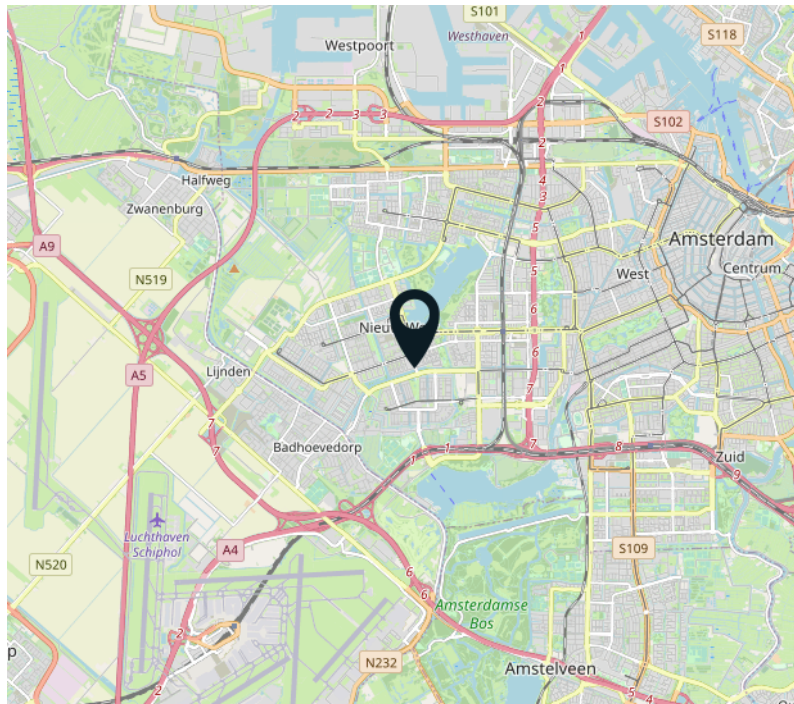 S101
Westpoort
Westhaven
S118
1
1
2
2
2
3
3
S102
2
Halfweg
4
3
Zwanenburg
5
Amsterdam
A9
N519
5
West
Centrum
6
Nieuw
6
Lijnden
A5
7
7
7
Badhoevedorp
1
1
7
8
Zuid
9
Luchthaven
Schiphol
A4
S109
N520
6
6
Amsterdamse
Bos
2
p
N232
Amstelveen
2
5
4